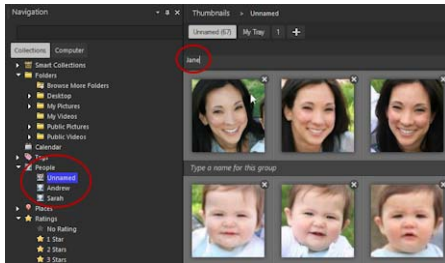 Navigation
Thumbnails > Unnamed
Unnamed (67) My Tray 1
Collections Computer
Jane
Smart Collections
Folders
Browse More Folders
Desktop
My Pictures
My Videos
Public Pictures
Public Videos
Calendar
Tags
People
Unnamed
Andrew
Sarah
Places
Ratings
No Rating
1 Star
2 Stars
3 Stars
Type a name for this group